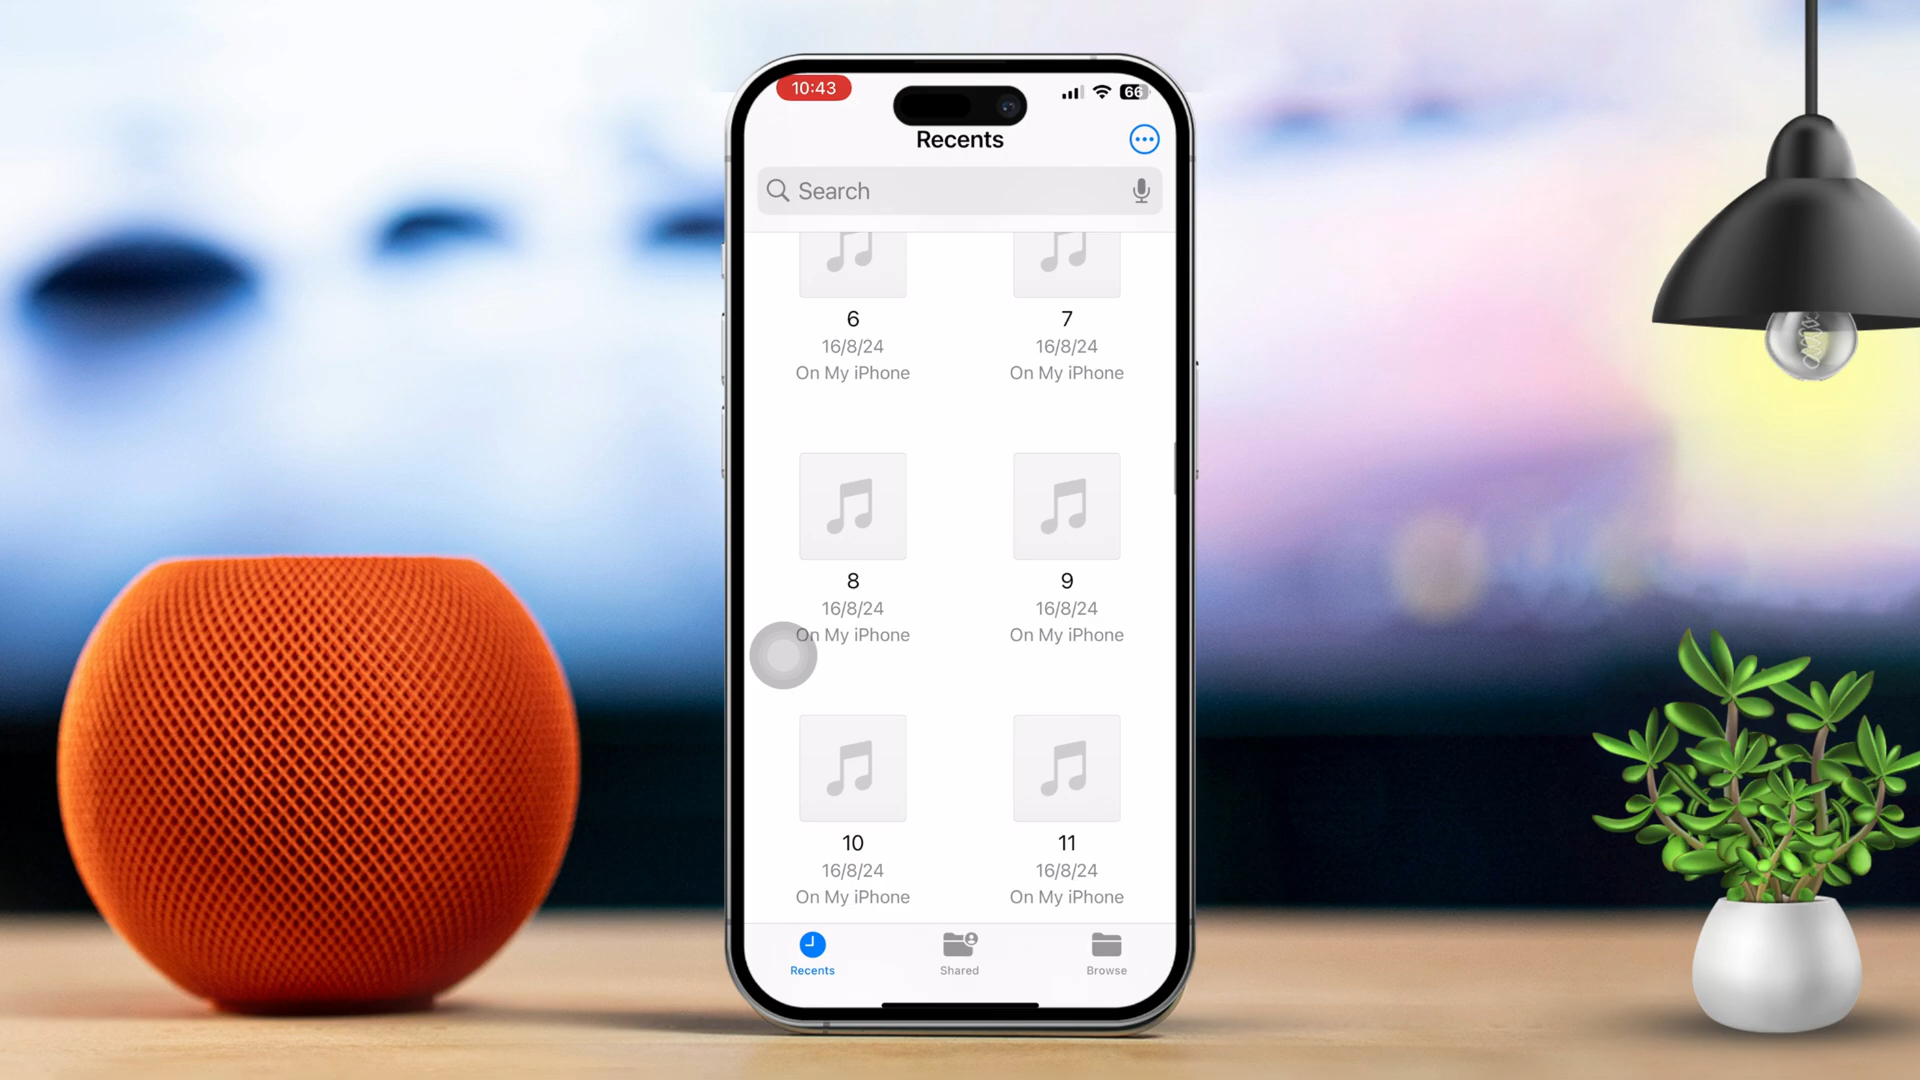 10:43
66
Recents
Search
6
7
16/8/24
16/8/24
On My iPhone
On My iPhone
8
9
16/8/24
16/8/24
On My iPhone
On My iPhone
10
11
16/8/24
16/8/24
On My iPhone
On My iPhone
Recents
Shared
Browse